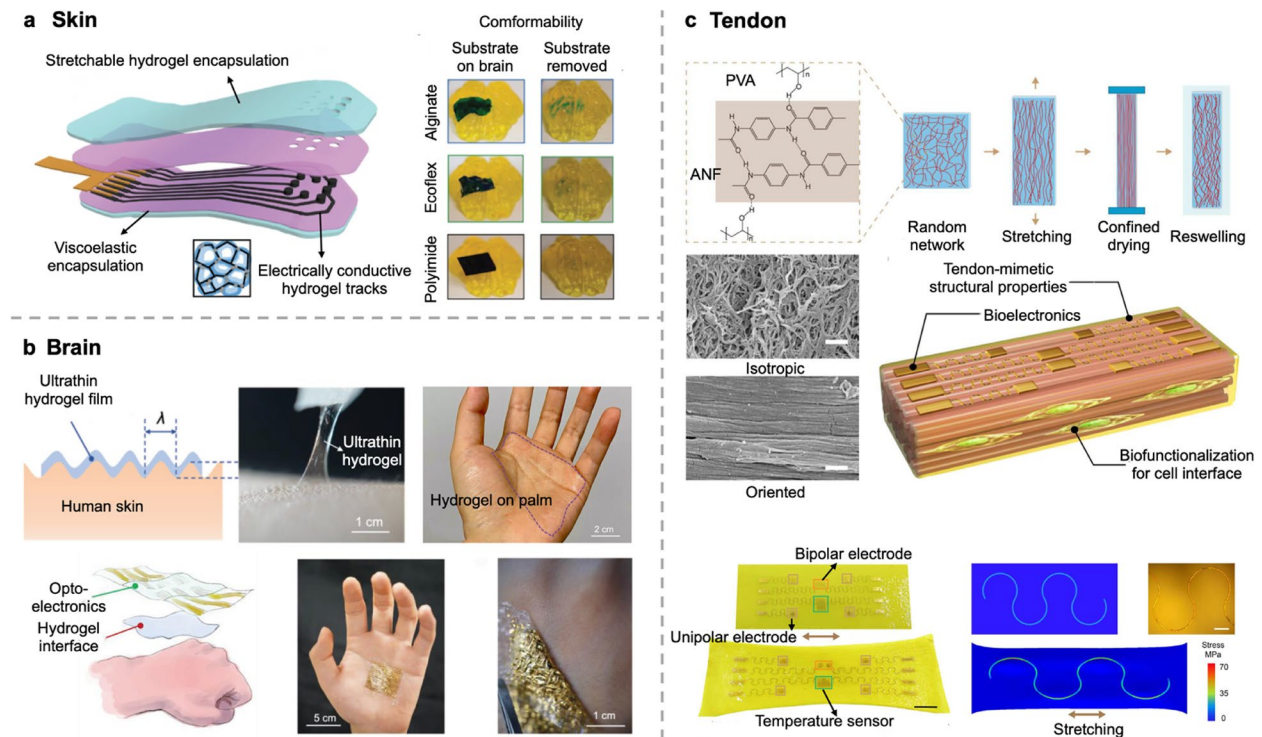 a Skin
Stretchable hydrogel encapsulation
Viscoelastic
encapsulation
Electrically conductive
hydrogel tracks
Comformability
Substrate
on brain
Substrate
removed
Alginate
Ecoflex
Polyimide
b Brain
Ultrathin
hydrogel film
λ
Human skin
Ultrathin
hydrogel
1 cm
Hydrogel on palm
2 cm
Opto-
electronics
Hydrogel
interface
5 cm
1 cm
c Tendon
PVA
ANF
n
H
O
O
H
N
N
H
O
O
H
N
N
H
O
O
H
O
n
Random
network
Stretching
Confined
drying
Reswelling
Isotropic
Oriented
Tendon-mimetic
structural properties
Bioelectronics
Biofunctionalization
for cell interface
Bipolar electrode
Unipolar electrode
Temperature sensor
Stretching
Stress
MPa
70
35
0